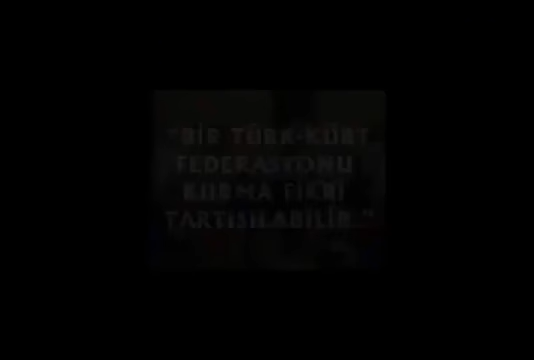 "BİR TÜRK-KÜRT
FEDERASYONU
KURMA FİKRİ
TARTIŞILABİLİR."